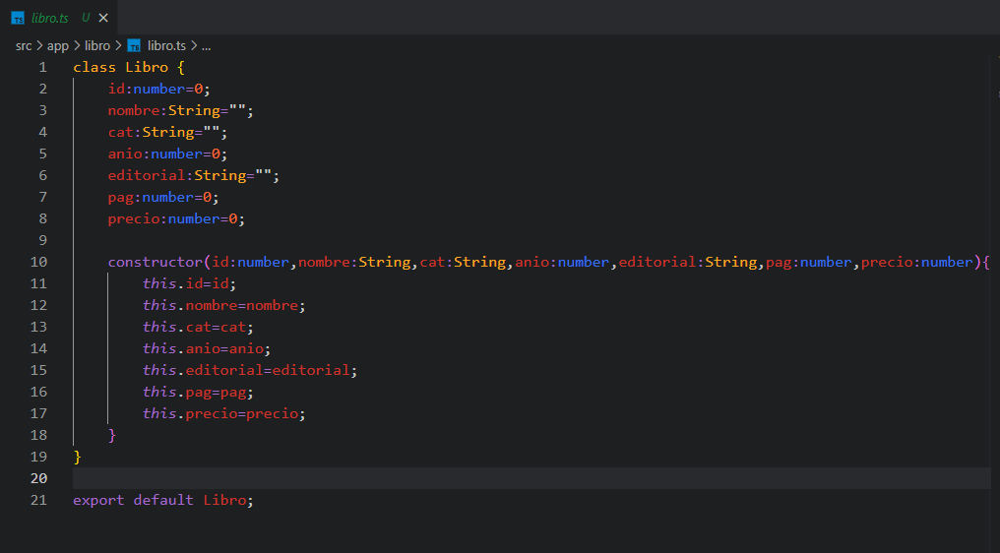 TS libro.ts U ×
src > app > libro > TS libro.ts > ...
1 class Libro {
2     id:number=0;
3     nombre:String="";
4     cat:String="";
5     anio:number=0;
6     editorial:String="";
7     pag:number=0;
8     precio:number=0;
9
10     constructor(id:number,nombre:String,cat:String,anio:number,editorial:String,pag:number,precio:number){
11         this.id=id;
12         this.nombre=nombre;
13         this.cat=cat;
14         this.anio=anio;
15         this.editorial=editorial;
16         this.pag=pag;
17         this.precio=precio;
18     }
19 }
20
21 export default Libro;